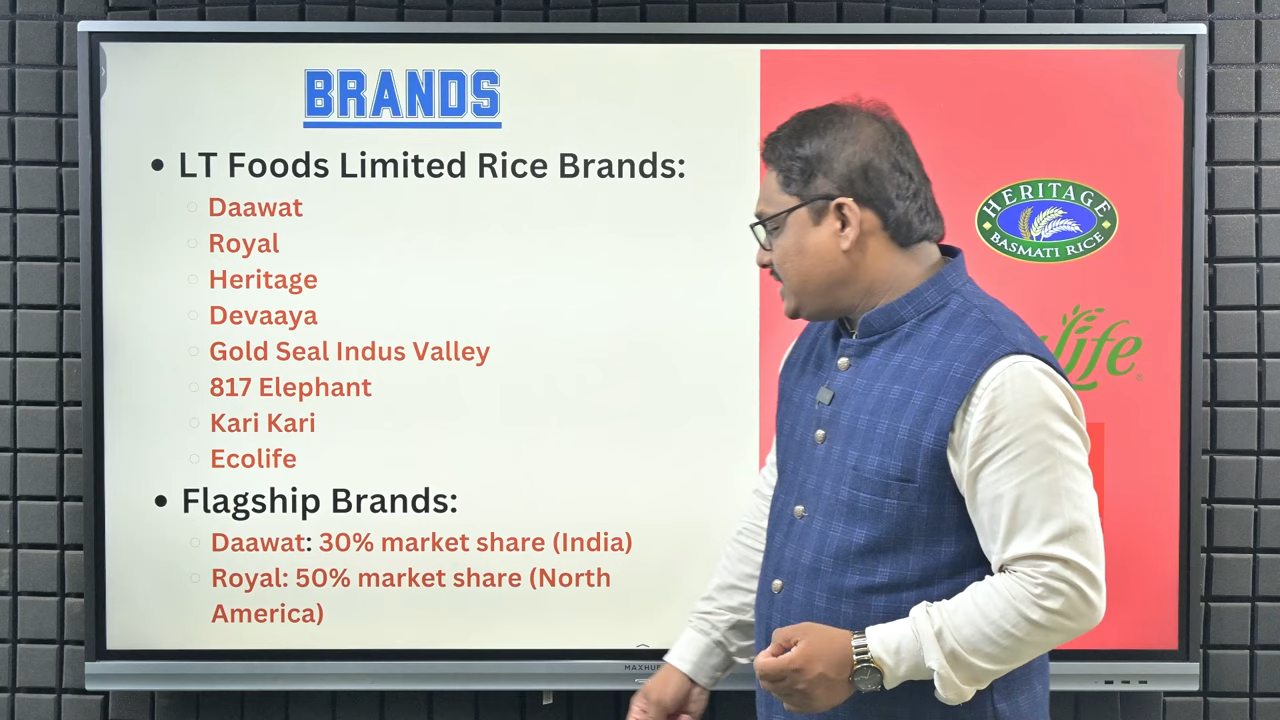 BRANDS
• LT Foods Limited Rice Brands:
Daawat
Royal
Heritage
Devaaya
Gold Seal Indus Valley
817 Elephant
Kari Kari
Ecolife
• Flagship Brands:
Daawat: 30% market share (India)
Royal: 50% market share (North
America)
HERITAGE
BASMATI RICE